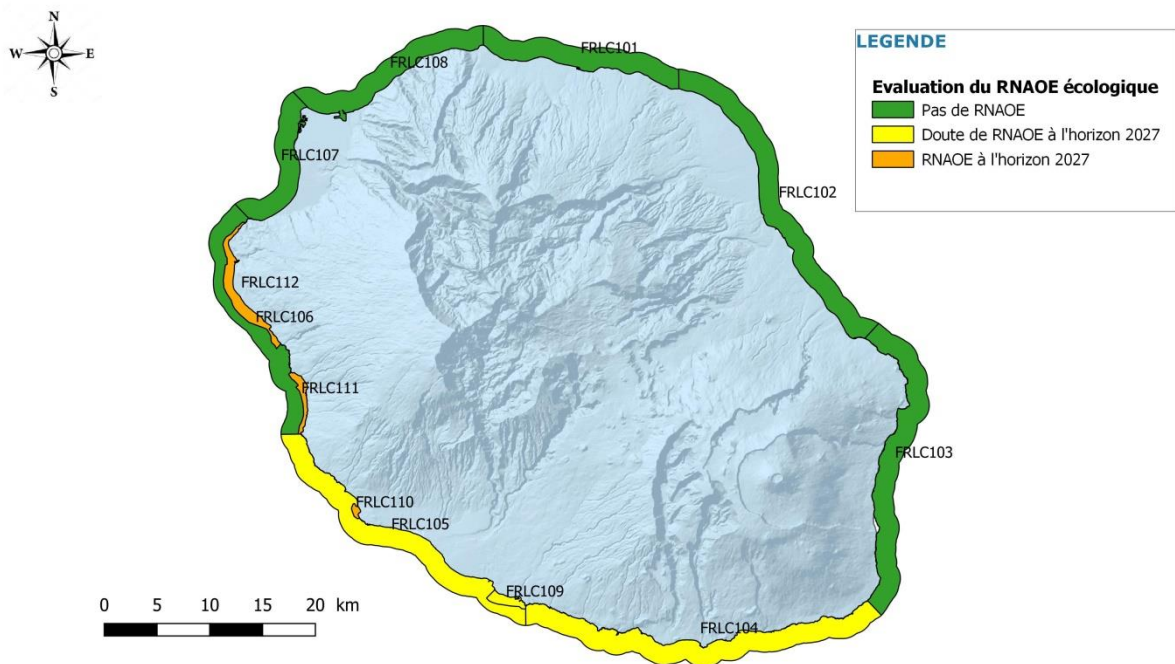 N
W E
S
LEGENDE
Evaluation du RNAOE écologique
Pas de RNAOE
Doute de RNAOE à l'horizon 2027
RNAOE à l'horizon 2027
FRLC101
FRLC108
FRLC107
FRLC102
FRLC112
FRLC106
FRLC111
FRLC103
FRLC110
FRLC105
FRLC109
FRLC104
0 5 10 15 20 km